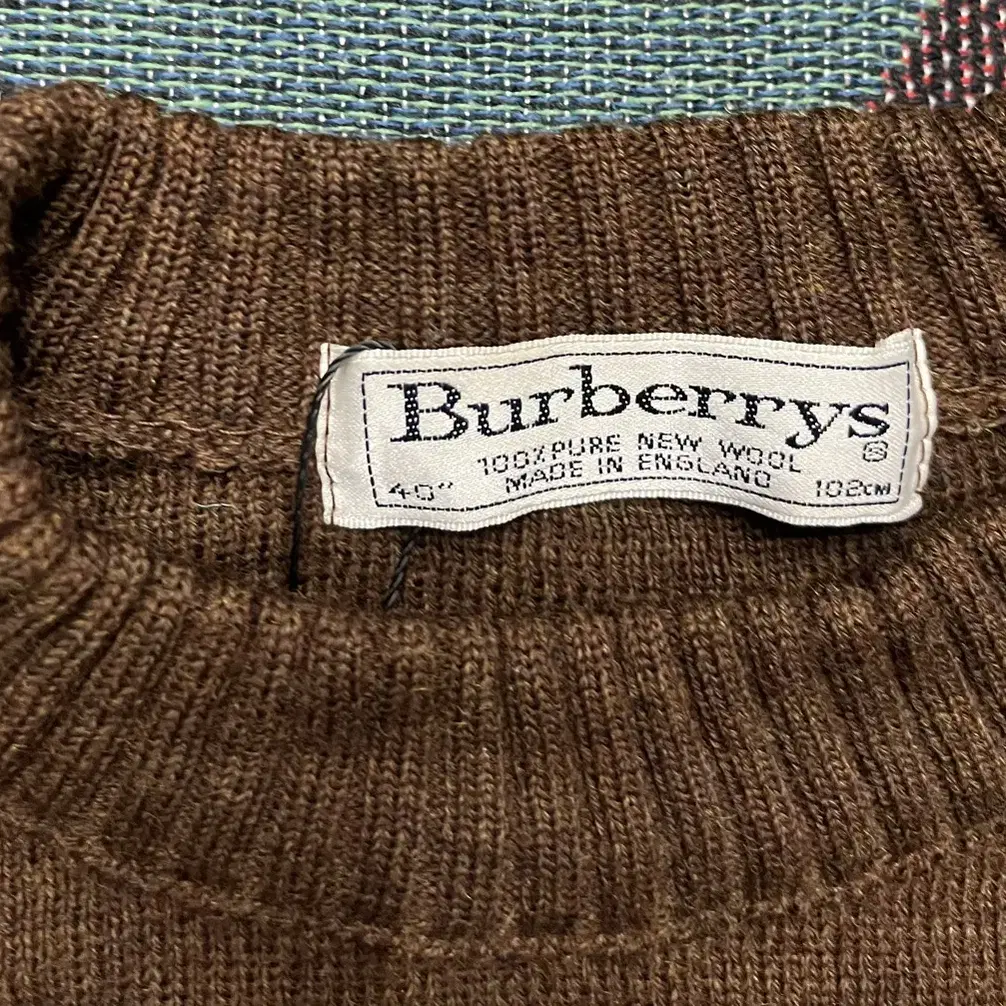 Burberrys
®
100% PURE NEW WOOL
MADE IN ENGLAND
40" 102CM